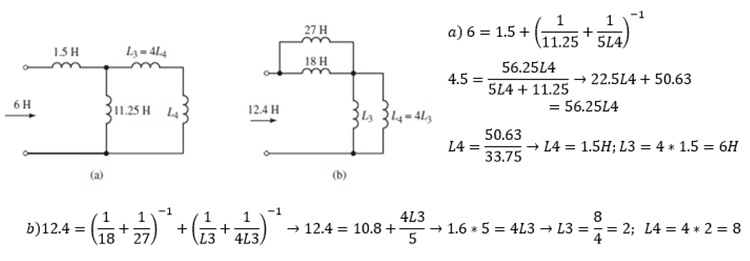 1.5 H
L₃ = 4L₄
6 H
11.25 H
L₄
(a)
27 H
18 H
12.4 H
L₃
L₄ = 4L₃
(b)
a) 6 = 1.5 + (1/11.25 + 1/5L4)⁻¹
4.5 = 56.25L4/(5L4 + 11.25) → 22.5L4 + 50.63
= 56.25L4
L4 = 50.63/33.75 → L4 = 1.5H; L3 = 4 * 1.5 = 6H
b)12.4 = (1/18 + 1/27)⁻¹ + (1/L3 + 1/4L3)⁻¹ → 12.4 = 10.8 + 4L3/5 → 1.6 * 5 = 4L3 → L3 = 8/4 = 2; L4 = 4 * 2 = 8